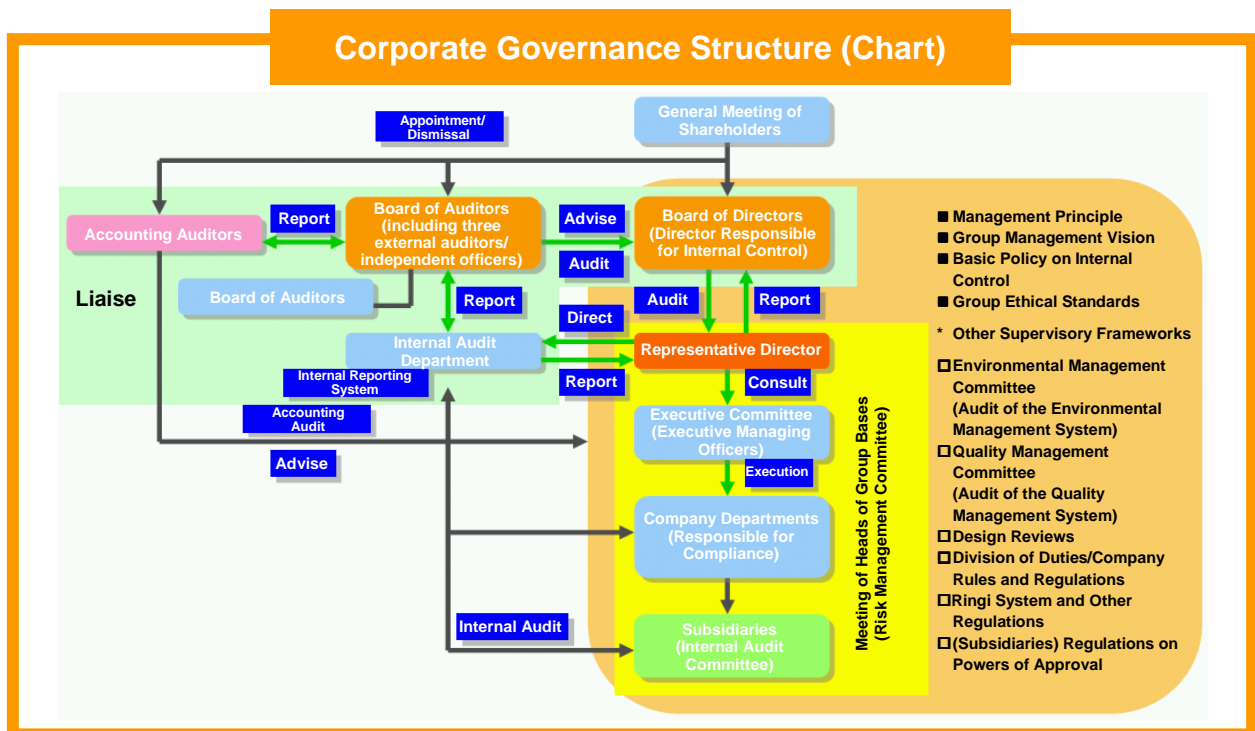 Corporate Governance Structure (Chart)
General Meeting of
Shareholders
Appointment/
Dismissal
Accounting Auditors
Report
Board of Auditors
(including three
external auditors/
independent officers)
Advise
Audit
Board of Directors
(Director Responsible
for Internal Control)
Liaise
Board of Auditors
Report
Direct
Audit
Report
Internal Audit
Department
Representative Director
Internal Reporting
System
Report
Consult
Accounting
Audit
Advise
Executive Committee
(Executive Managing
Officers)
Execution
Company Departments
(Responsible for
Compliance)
Internal Audit
Subsidiaries
(Internal Audit
Committee)
Meeting of Heads of Group Bases
(Risk Management Committee)
■ Management Principle
■ Group Management Vision
■ Basic Policy on Internal
Control
■ Group Ethical Standards
* Other Supervisory Frameworks
□Environmental Management
Committee
(Audit of the Environmental
Management System)
□Quality Management
Committee
(Audit of the Quality
Management System)
□Design Reviews
□Division of Duties/Company
Rules and Regulations
□Ringi System and Other
Regulations
□(Subsidiaries) Regulations on
Powers of Approval